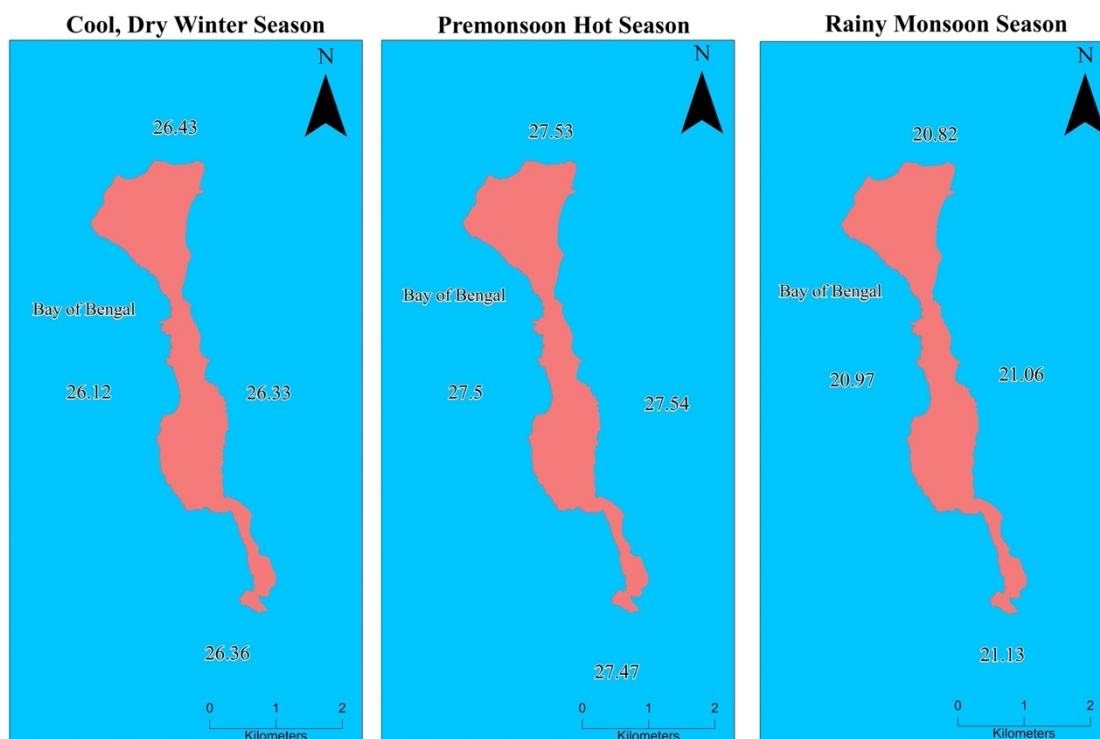 Cool, Dry Winter Season
N
26.43
Bay of Bengal
26.12
26.33
26.36
0 1 2
Kilometers
Premonsoon Hot Season
N
27.53
Bay of Bengal
27.5
27.54
27.47
0 1 2
Kilometers
Rainy Monsoon Season
N
20.82
Bay of Bengal
20.97
21.06
21.13
0 1 2
Kilometers